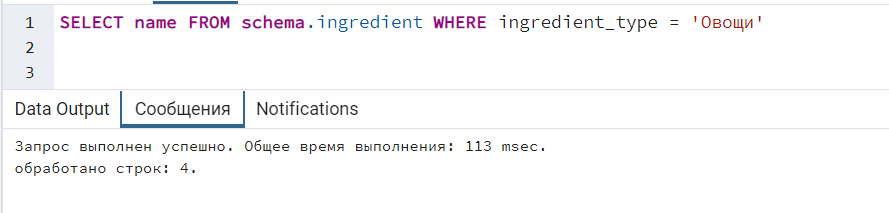 1 SELECT name FROM schema.ingredient WHERE ingredient_type = 'Овощи'
2
3
Data Output Сообщения Notifications
Запрос выполнен успешно. Общее время выполнения: 113 msec.
обработано строк: 4.